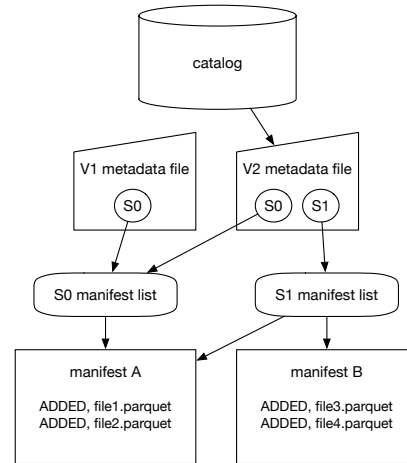 catalog
V1 metadata file
S0
V2 metadata file
S0
S1
S0 manifest list
S1 manifest list
manifest A
ADDED, file1.parquet
ADDED, file2.parquet
manifest B
ADDED, file3.parquet
ADDED, file4.parquet